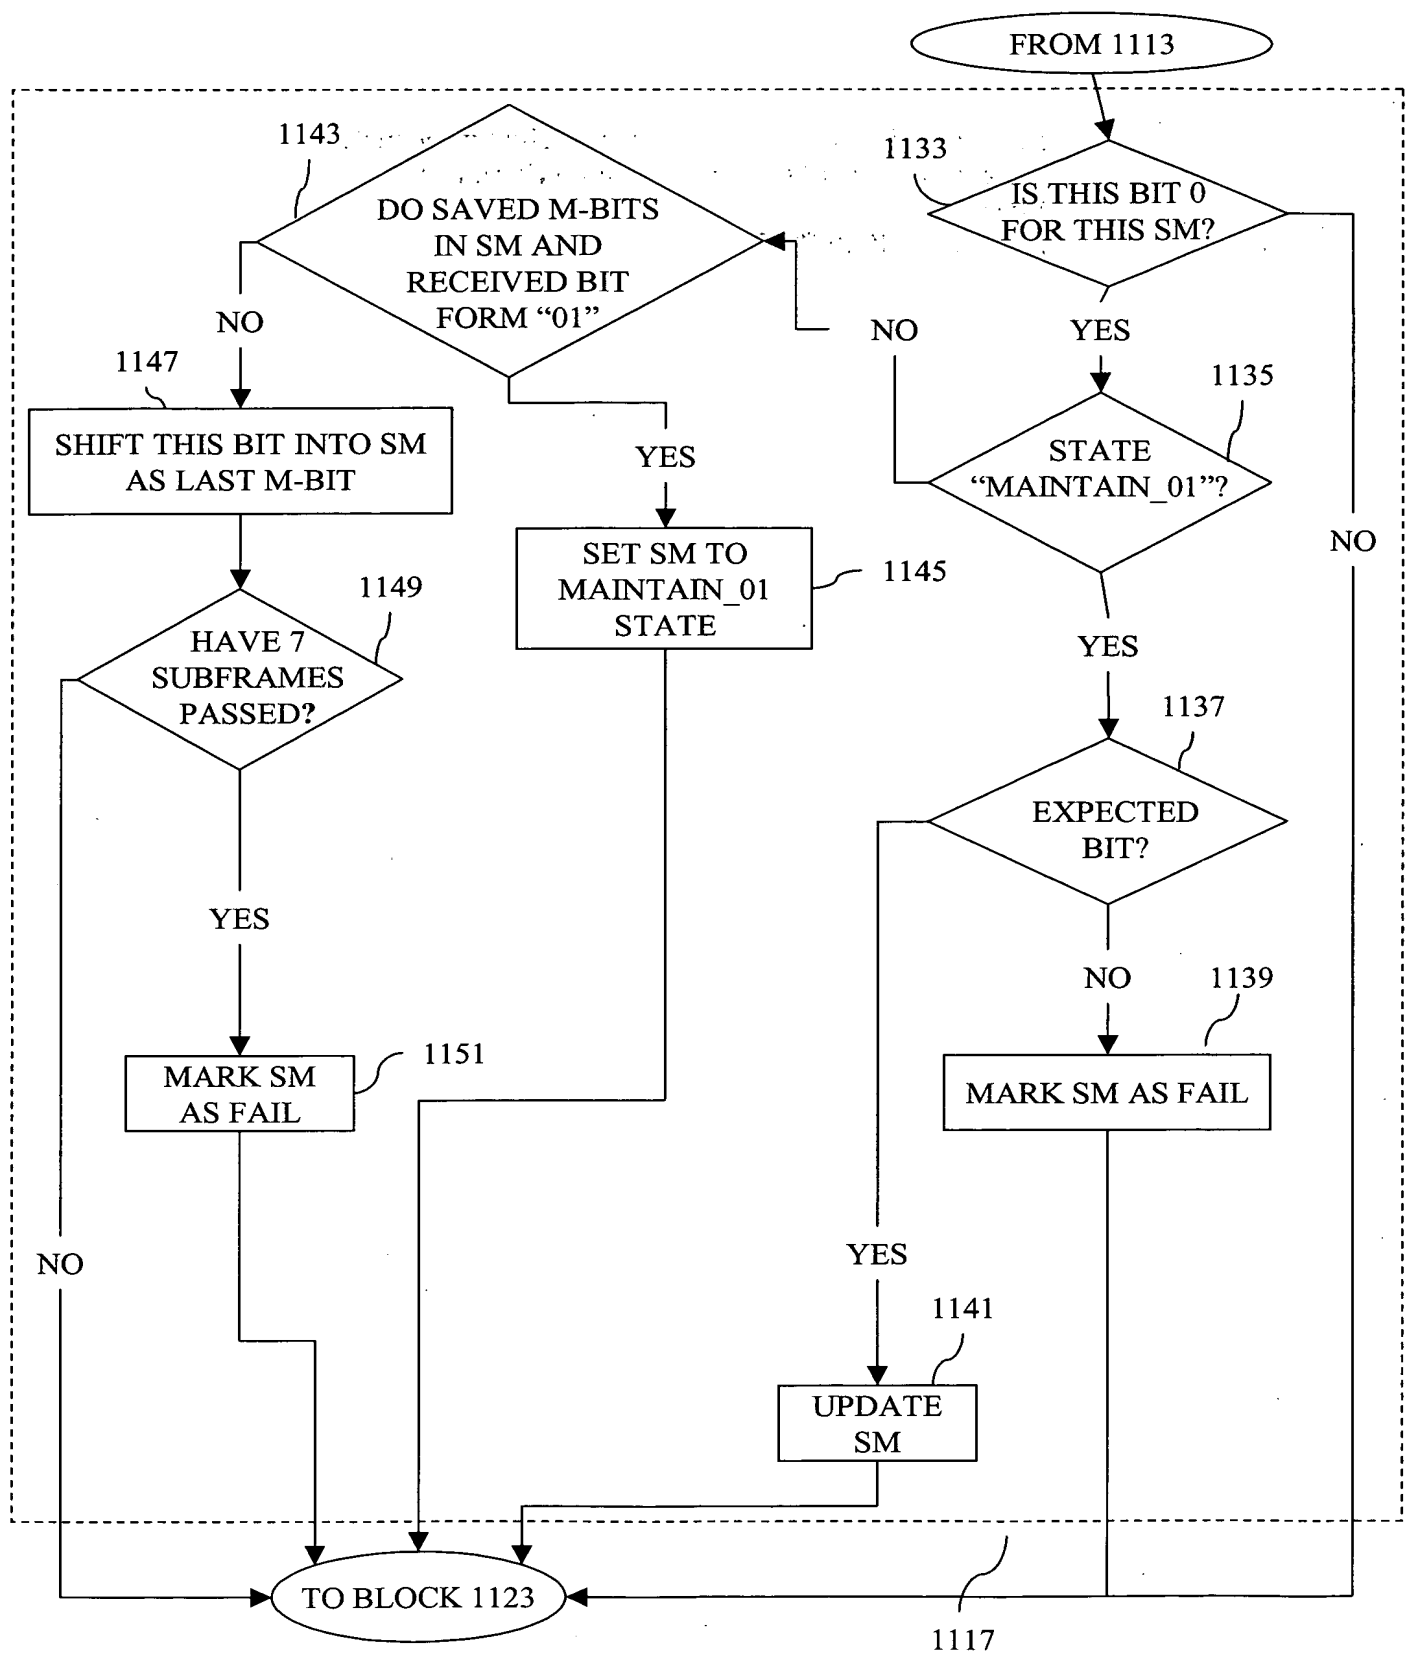 FROM 1113
1133
IS THIS BIT 0
FOR THIS SM?
1143
DO SAVED M-BITS
IN SM AND
RECEIVED BIT
FORM “01”
NO
YES
NO
1147
SHIFT THIS BIT INTO SM
AS LAST M-BIT
1135
STATE
“MAINTAIN_01”?
YES
NO
SET SM TO
MAINTAIN_01
STATE
1145
1149
HAVE 7
SUBFRAMES
PASSED?
YES
1137
EXPECTED
BIT?
YES
NO
1139
MARK SM AS FAIL
MARK SM
AS FAIL
1151
NO
YES
1141
UPDATE
SM
TO BLOCK 1123
1117